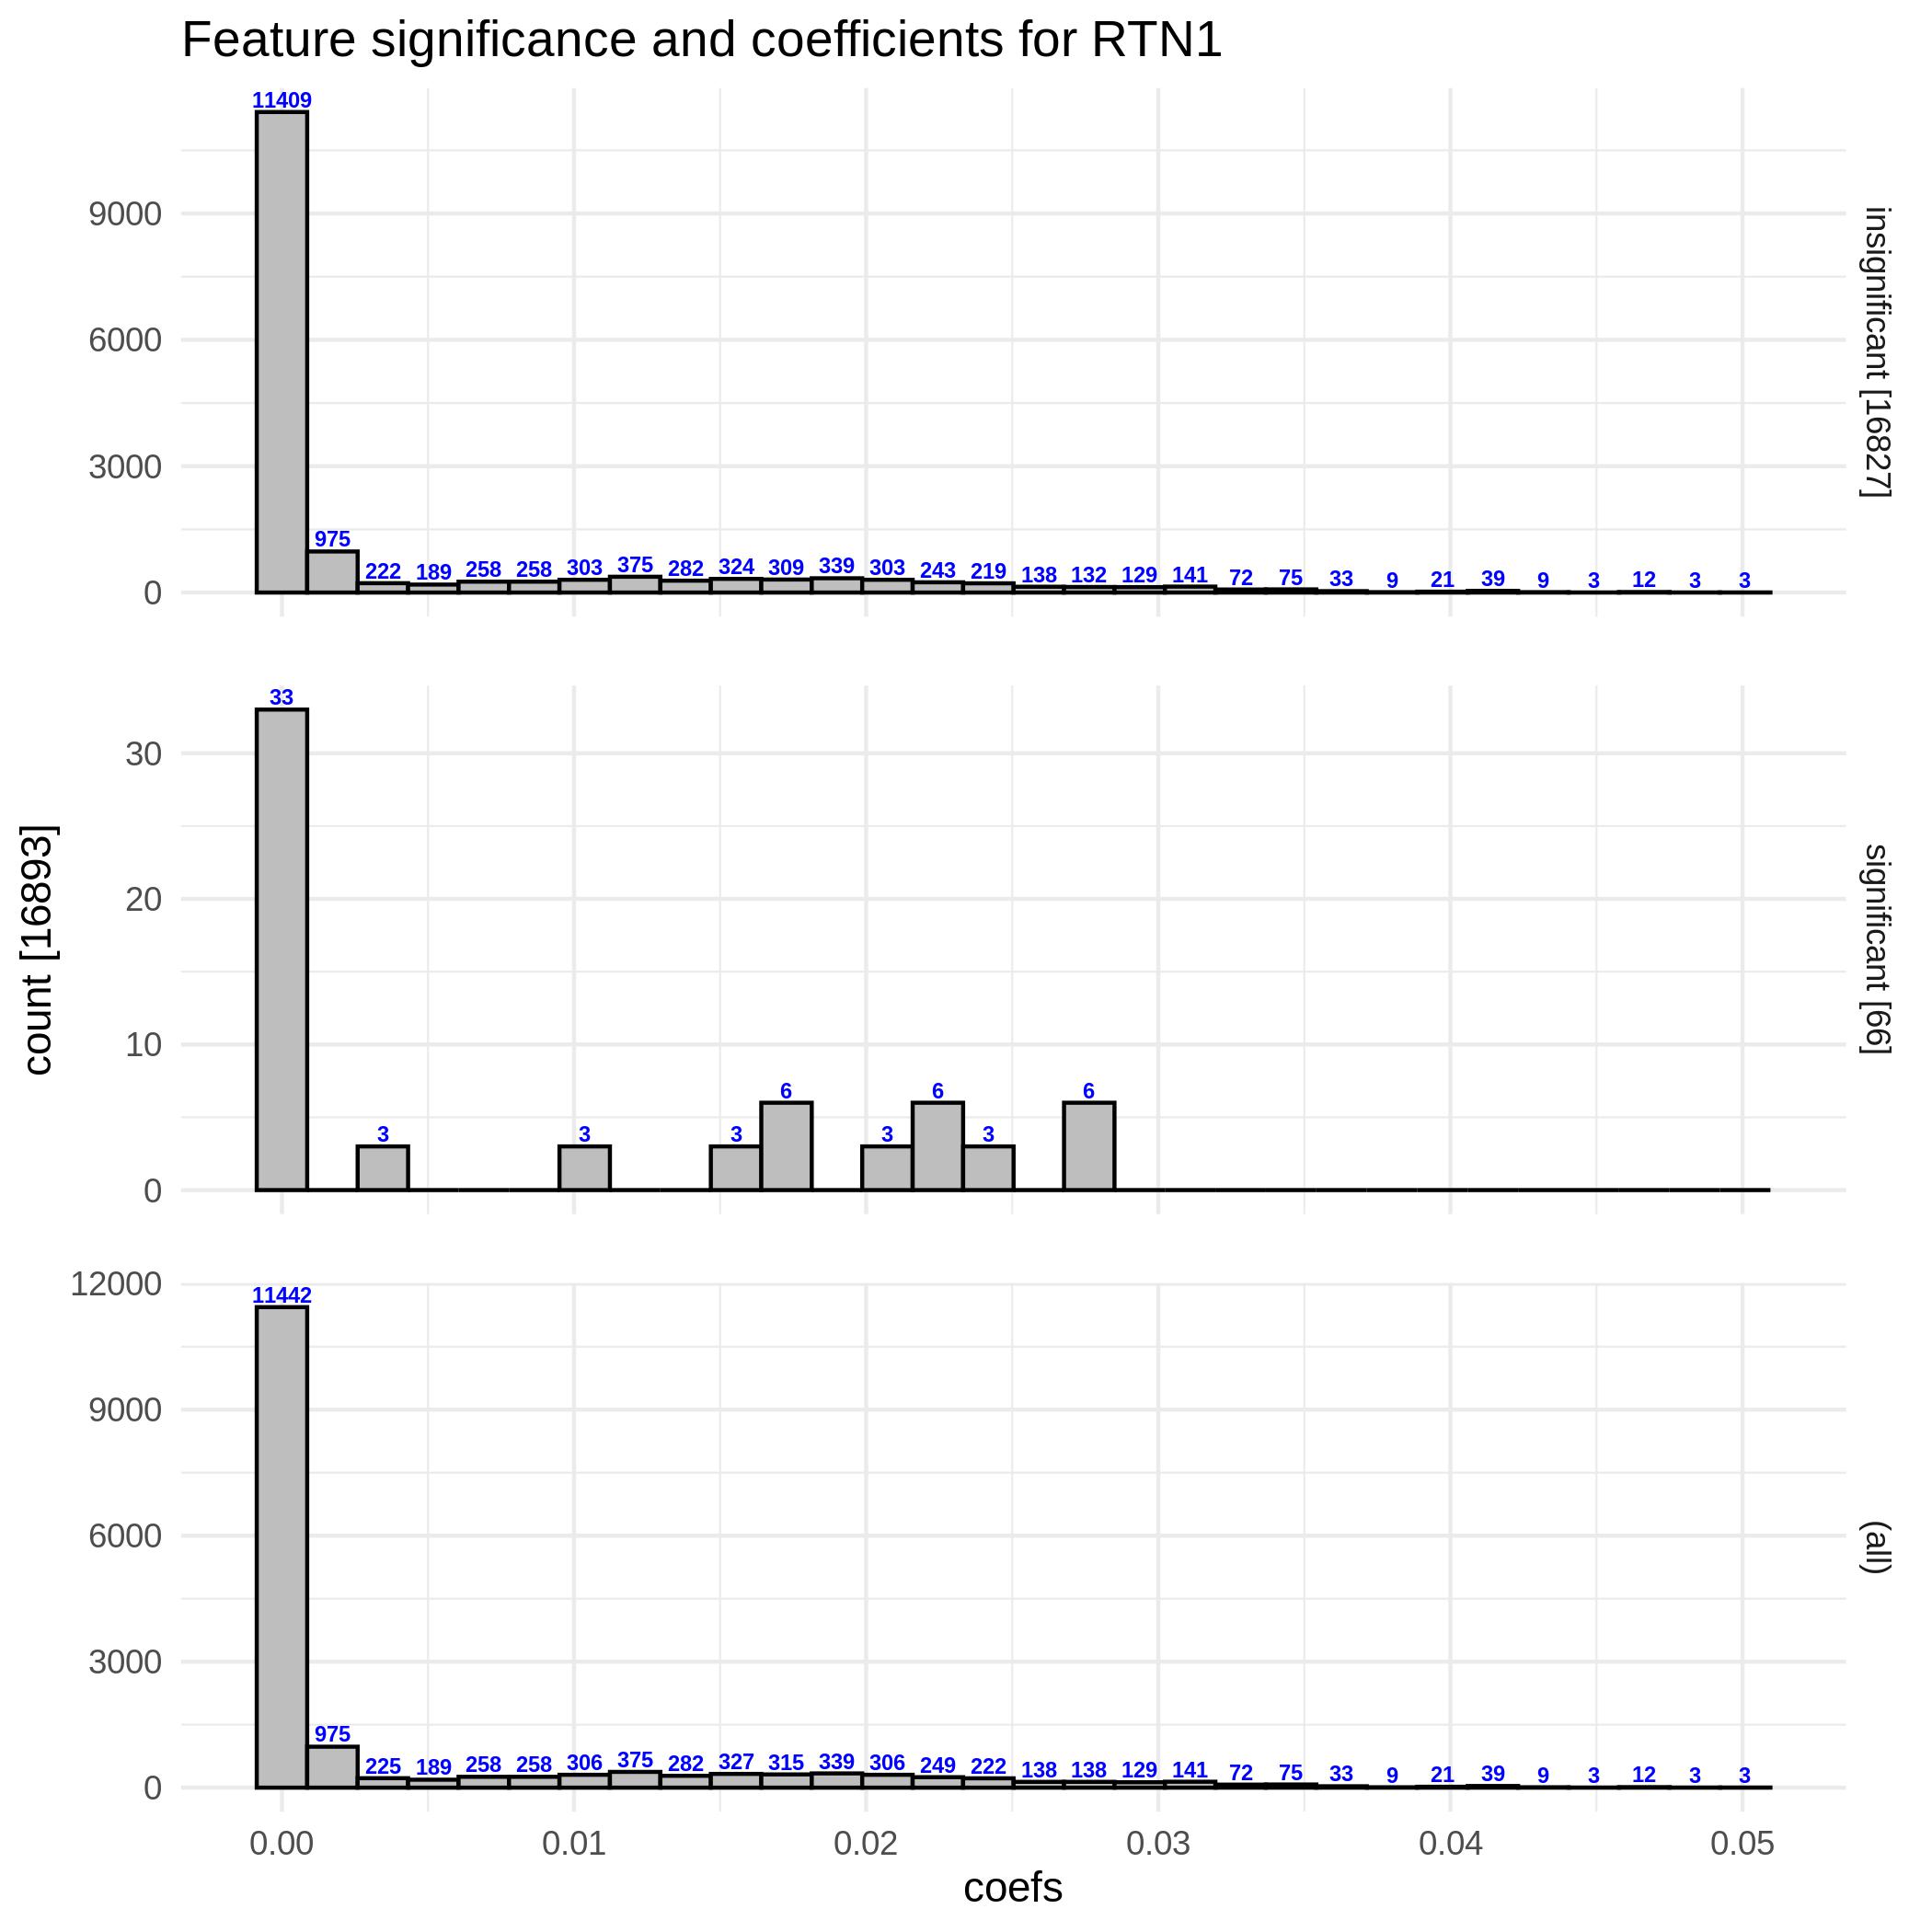 Feature significance and coefficients for RTN1
11409
975 222 189 258 258 303 375 282 324 309 339 303 243 219 138 132 129 141 72 75 33 9 21 39 9 3 12 3 3
9000
6000
3000
0
insignificant [16827]
33
3 3 3 6 3 6 3 6
30
20
10
0
significant [66]
count [16893]
11442
975 225 189 258 258 306 375 282 327 315 339 306 249 222 138 138 129 141 72 75 33 9 21 39 9 3 12 3 3
12000
9000
6000
3000
0
(all)
0.00 0.01 0.02 0.03 0.04 0.05
coefs